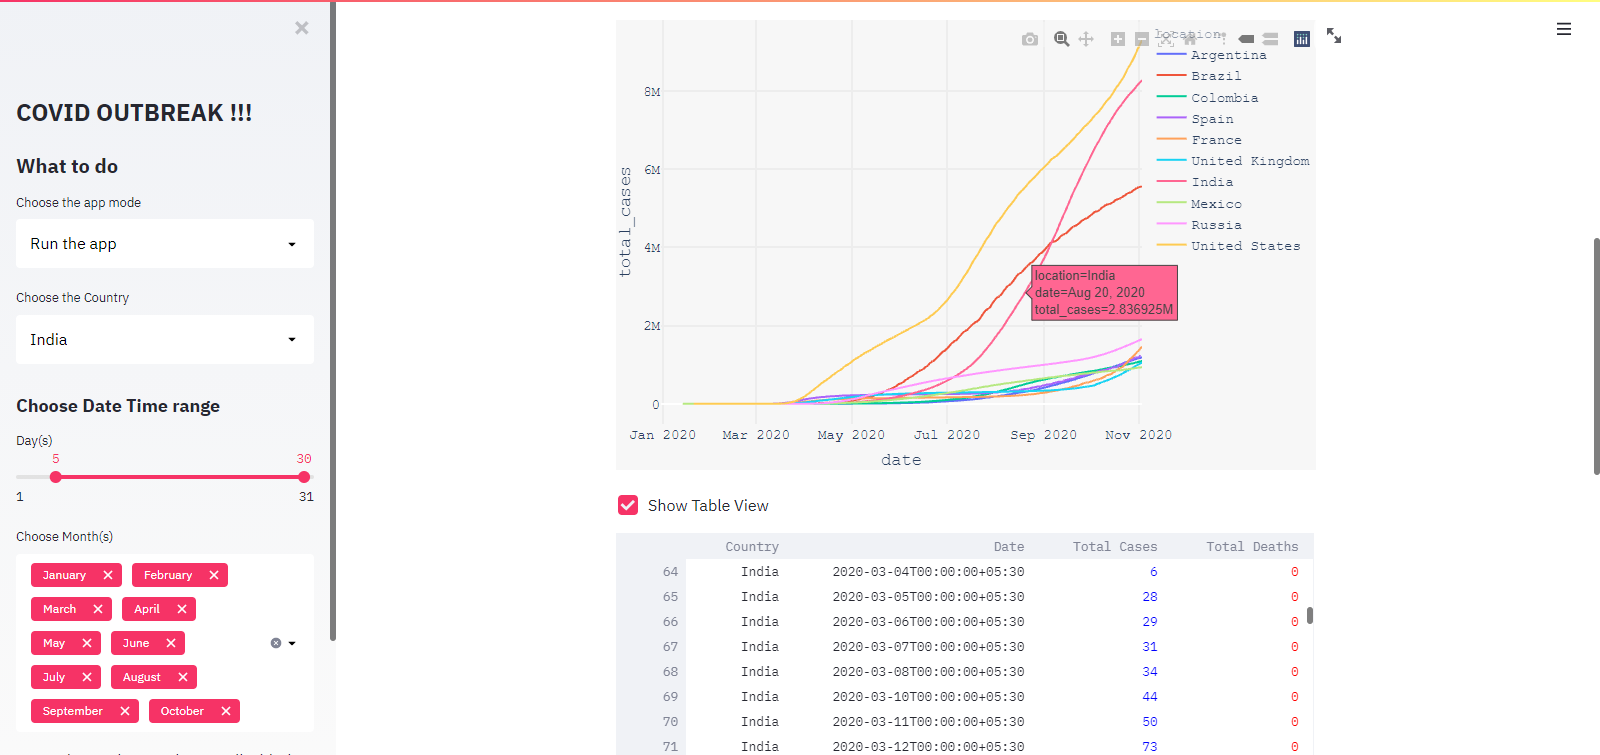 COVID OUTBREAK !!!
What to do
Choose the app mode
Run the app
Choose the Country
India
Choose Date Time range
Day(s)
5 30
1 31
Choose Month(s)
January February
March April
May June
July August
September October
location
Argentina
Brazil
Colombia
Spain
France
United Kingdom
India
Mexico
Russia
United States
total_cases
8M
6M
4M
2M
0
location=India
date=Aug 20, 2020
total_cases=2.836925M
Jan 2020 Mar 2020 May 2020 Jul 2020 Sep 2020 Nov 2020
date
Show Table View
Country Date Total Cases Total Deaths
64 India 2020-03-04T00:00:00+05:30 6 0
65 India 2020-03-05T00:00:00+05:30 28 0
66 India 2020-03-06T00:00:00+05:30 29 0
67 India 2020-03-07T00:00:00+05:30 31 0
68 India 2020-03-08T00:00:00+05:30 34 0
69 India 2020-03-10T00:00:00+05:30 44 0
70 India 2020-03-11T00:00:00+05:30 50 0
71 India 2020-03-12T00:00:00+05:30 73 0